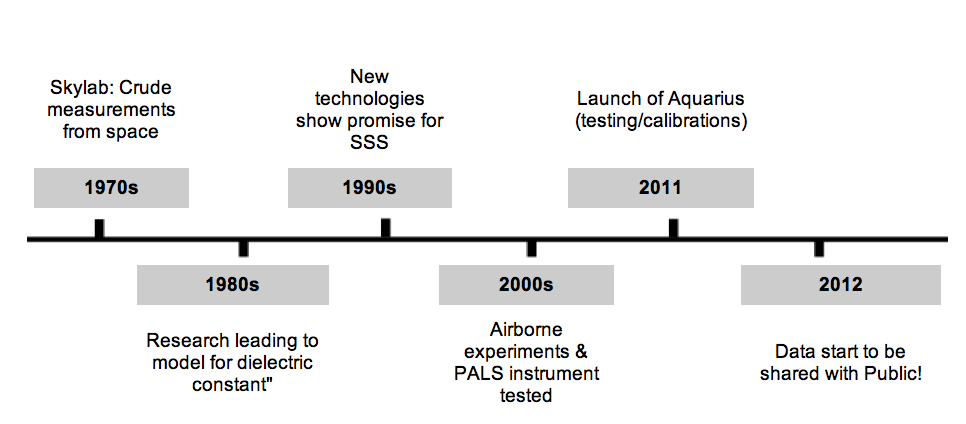 Skylab: Crude
measurements
from space
1970s
New
technologies
show promise for
SSS
1990s
Launch of Aquarius
(testing/calibrations)
2011
1980s
Research leading to
model for dielectric
constant"
2000s
Airborne
experiments &
PALS instrument
tested
2012
Data start to be
shared with Public!